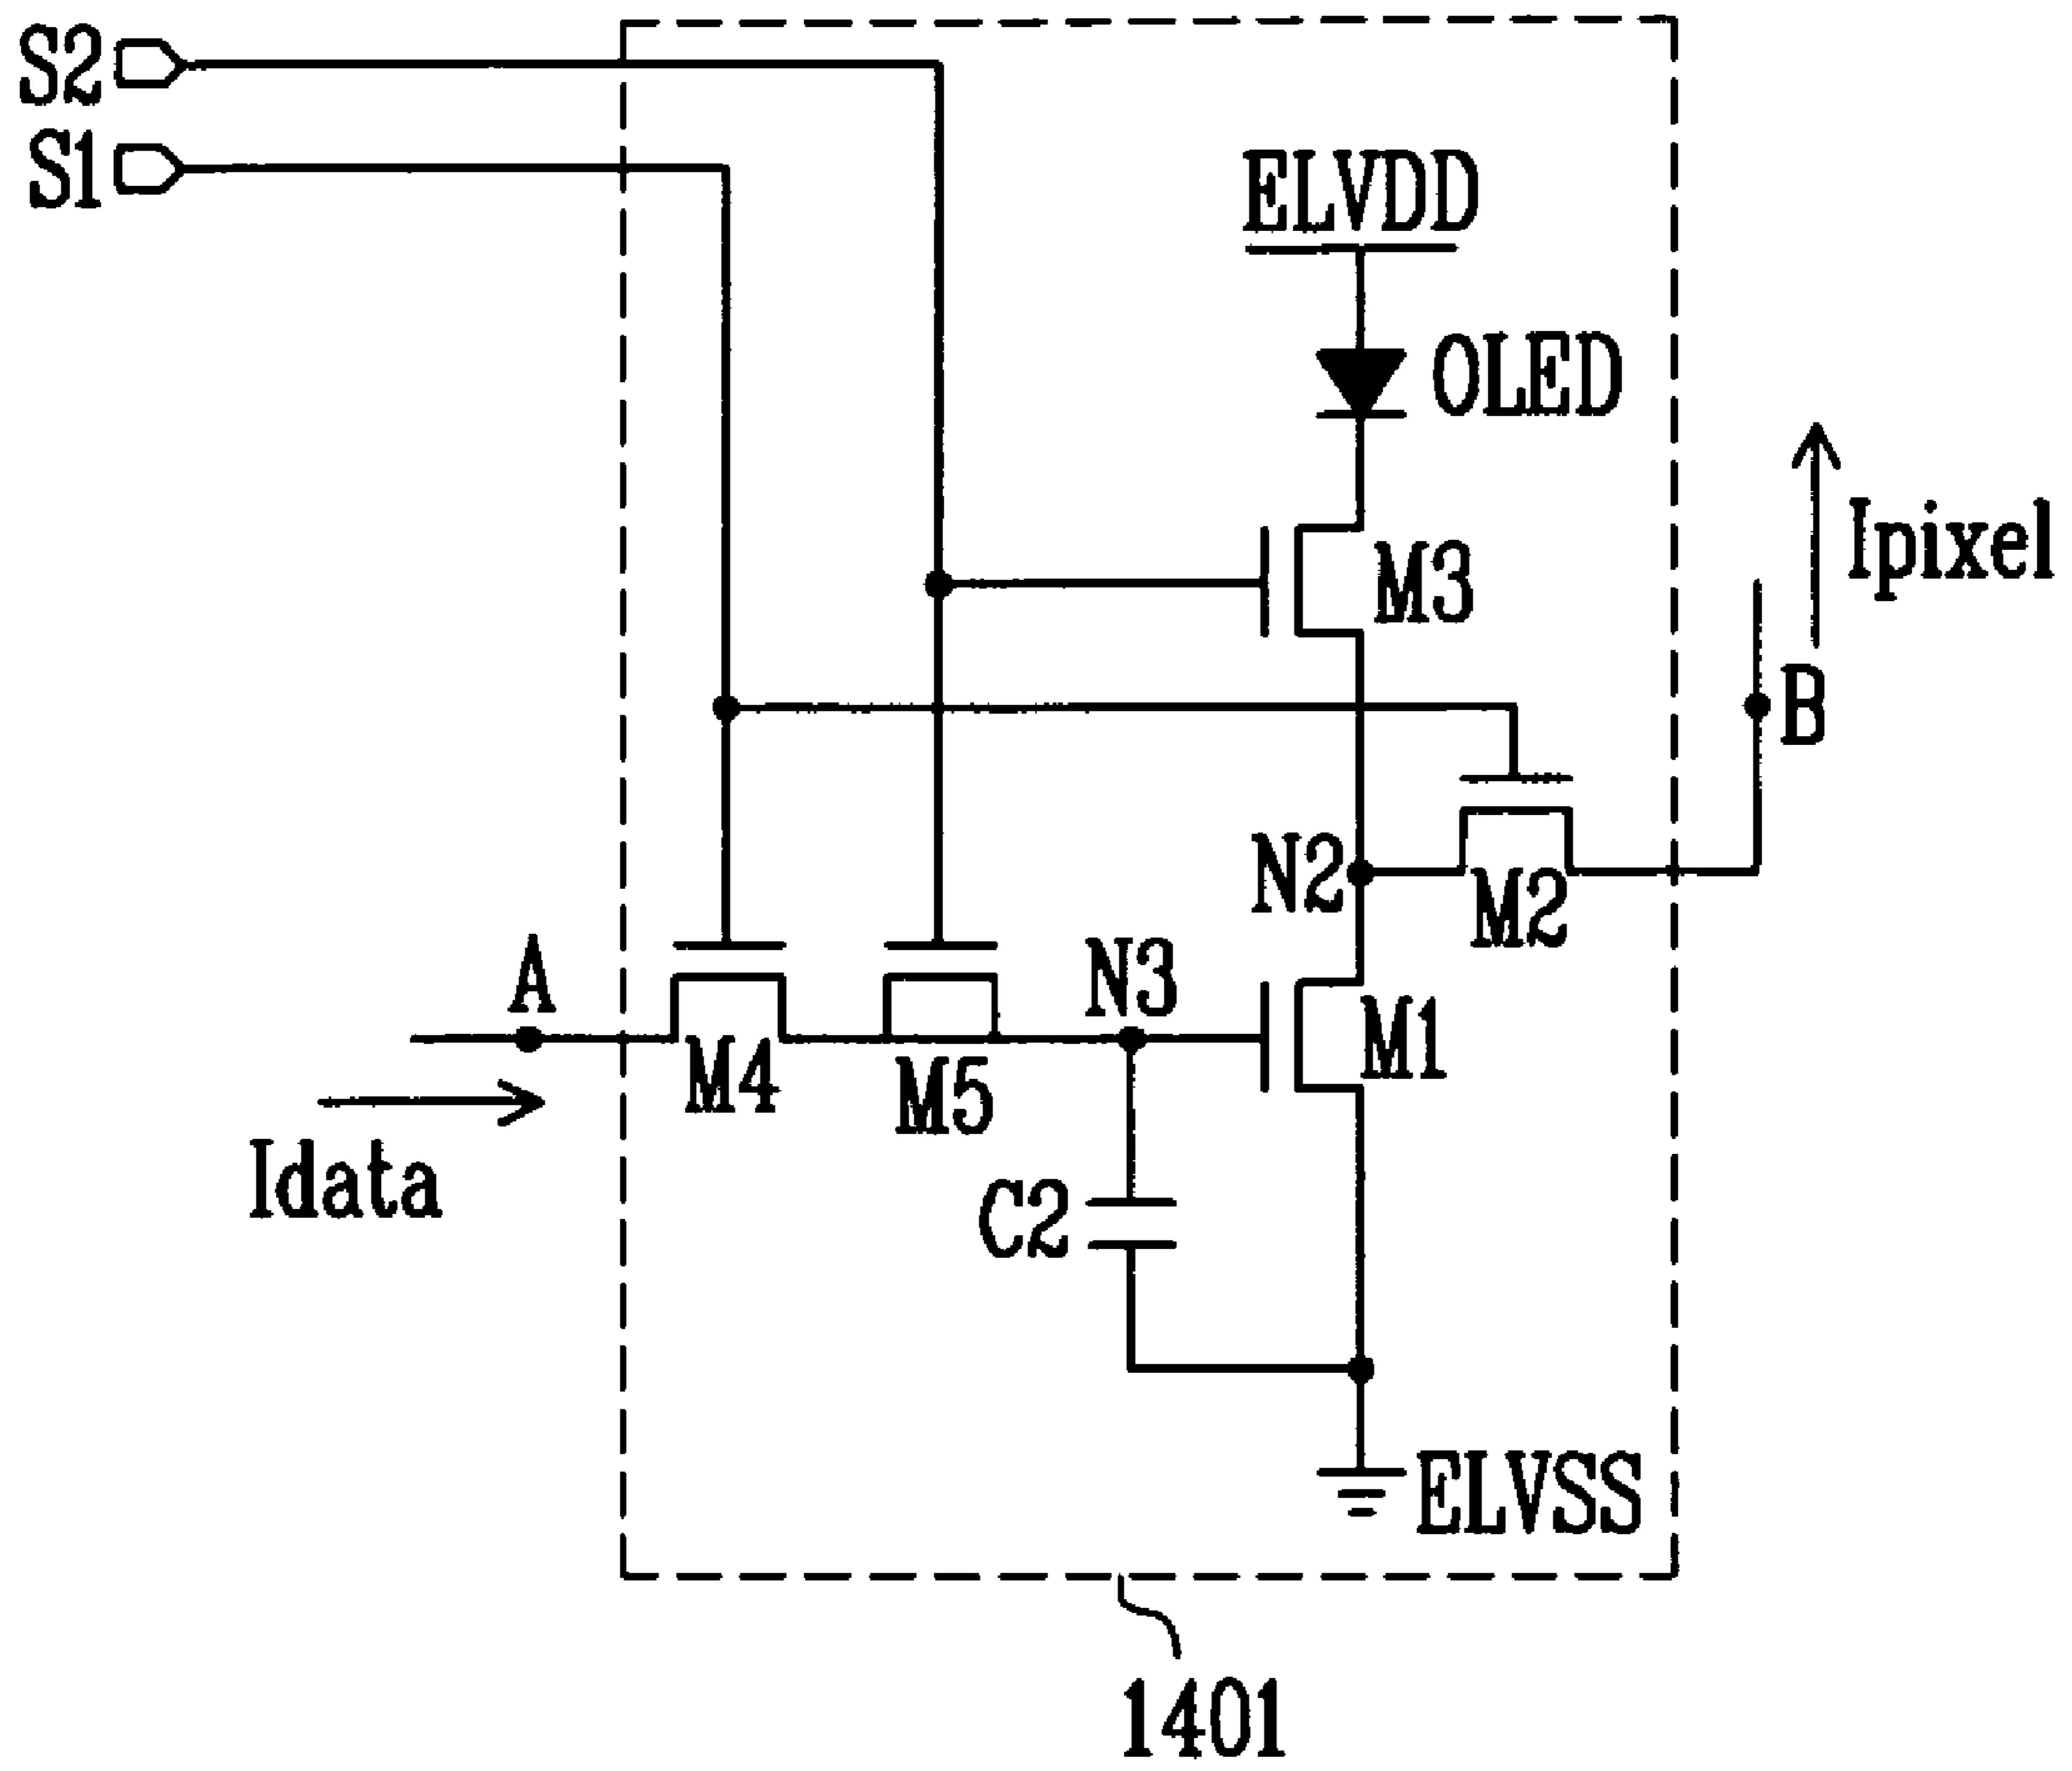 S2
S1
ELVDD
OLED
Ipixel
M3
B
N2
M2
A
N3
M1
M4
M5
Idata
C2
ELVSS
1401